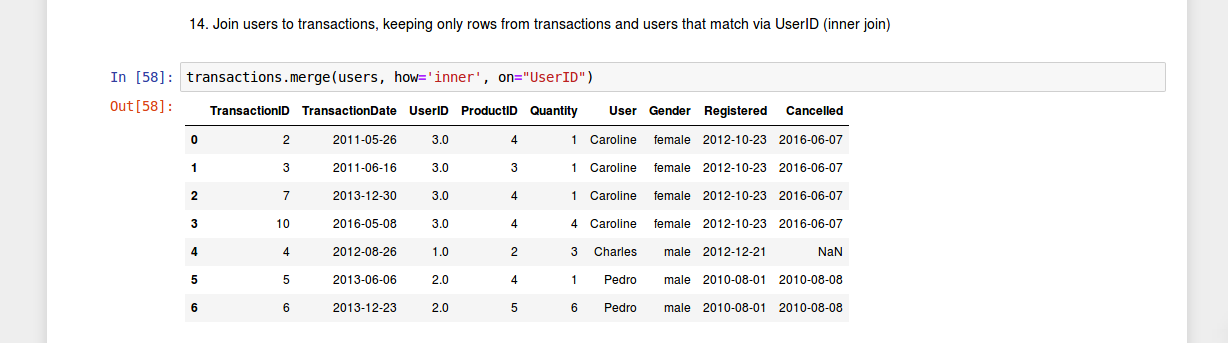 14. Join users to transactions, keeping only rows from transactions and users that match via UserID (inner join)
In [58]: transactions.merge(users, how='inner', on="UserID")
Out[58]:
TransactionID TransactionDate UserID ProductID Quantity User Gender Registered Cancelled
0 2 2011-05-26 3.0 4 1 Caroline female 2012-10-23 2016-06-07
1 3 2011-06-16 3.0 3 1 Caroline female 2012-10-23 2016-06-07
2 7 2013-12-30 3.0 4 1 Caroline female 2012-10-23 2016-06-07
3 10 2016-05-08 3.0 4 4 Caroline female 2012-10-23 2016-06-07
4 4 2012-08-26 1.0 2 3 Charles male 2012-12-21 NaN
5 5 2013-06-06 2.0 4 1 Pedro male 2010-08-01 2010-08-08
6 6 2013-12-23 2.0 5 6 Pedro male 2010-08-01 2010-08-08